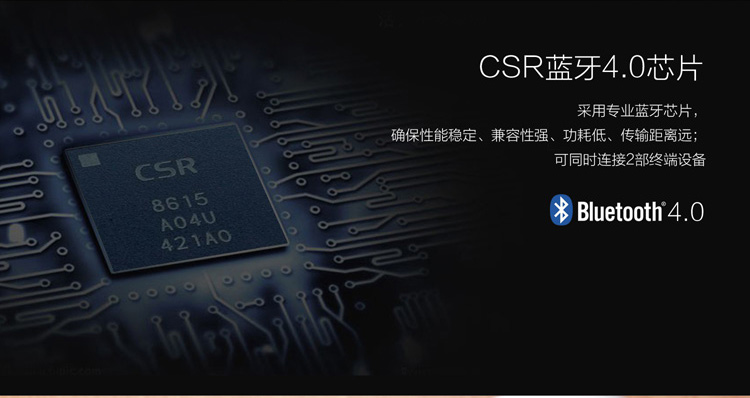 CSR蓝牙4.0芯片
采用专业蓝牙芯片，
确保性能稳定、兼容性强、功耗低、传输距离远；
可同时连接2部终端设备
Bluetooth® 4.0
CSR
8615
A04U
421A0